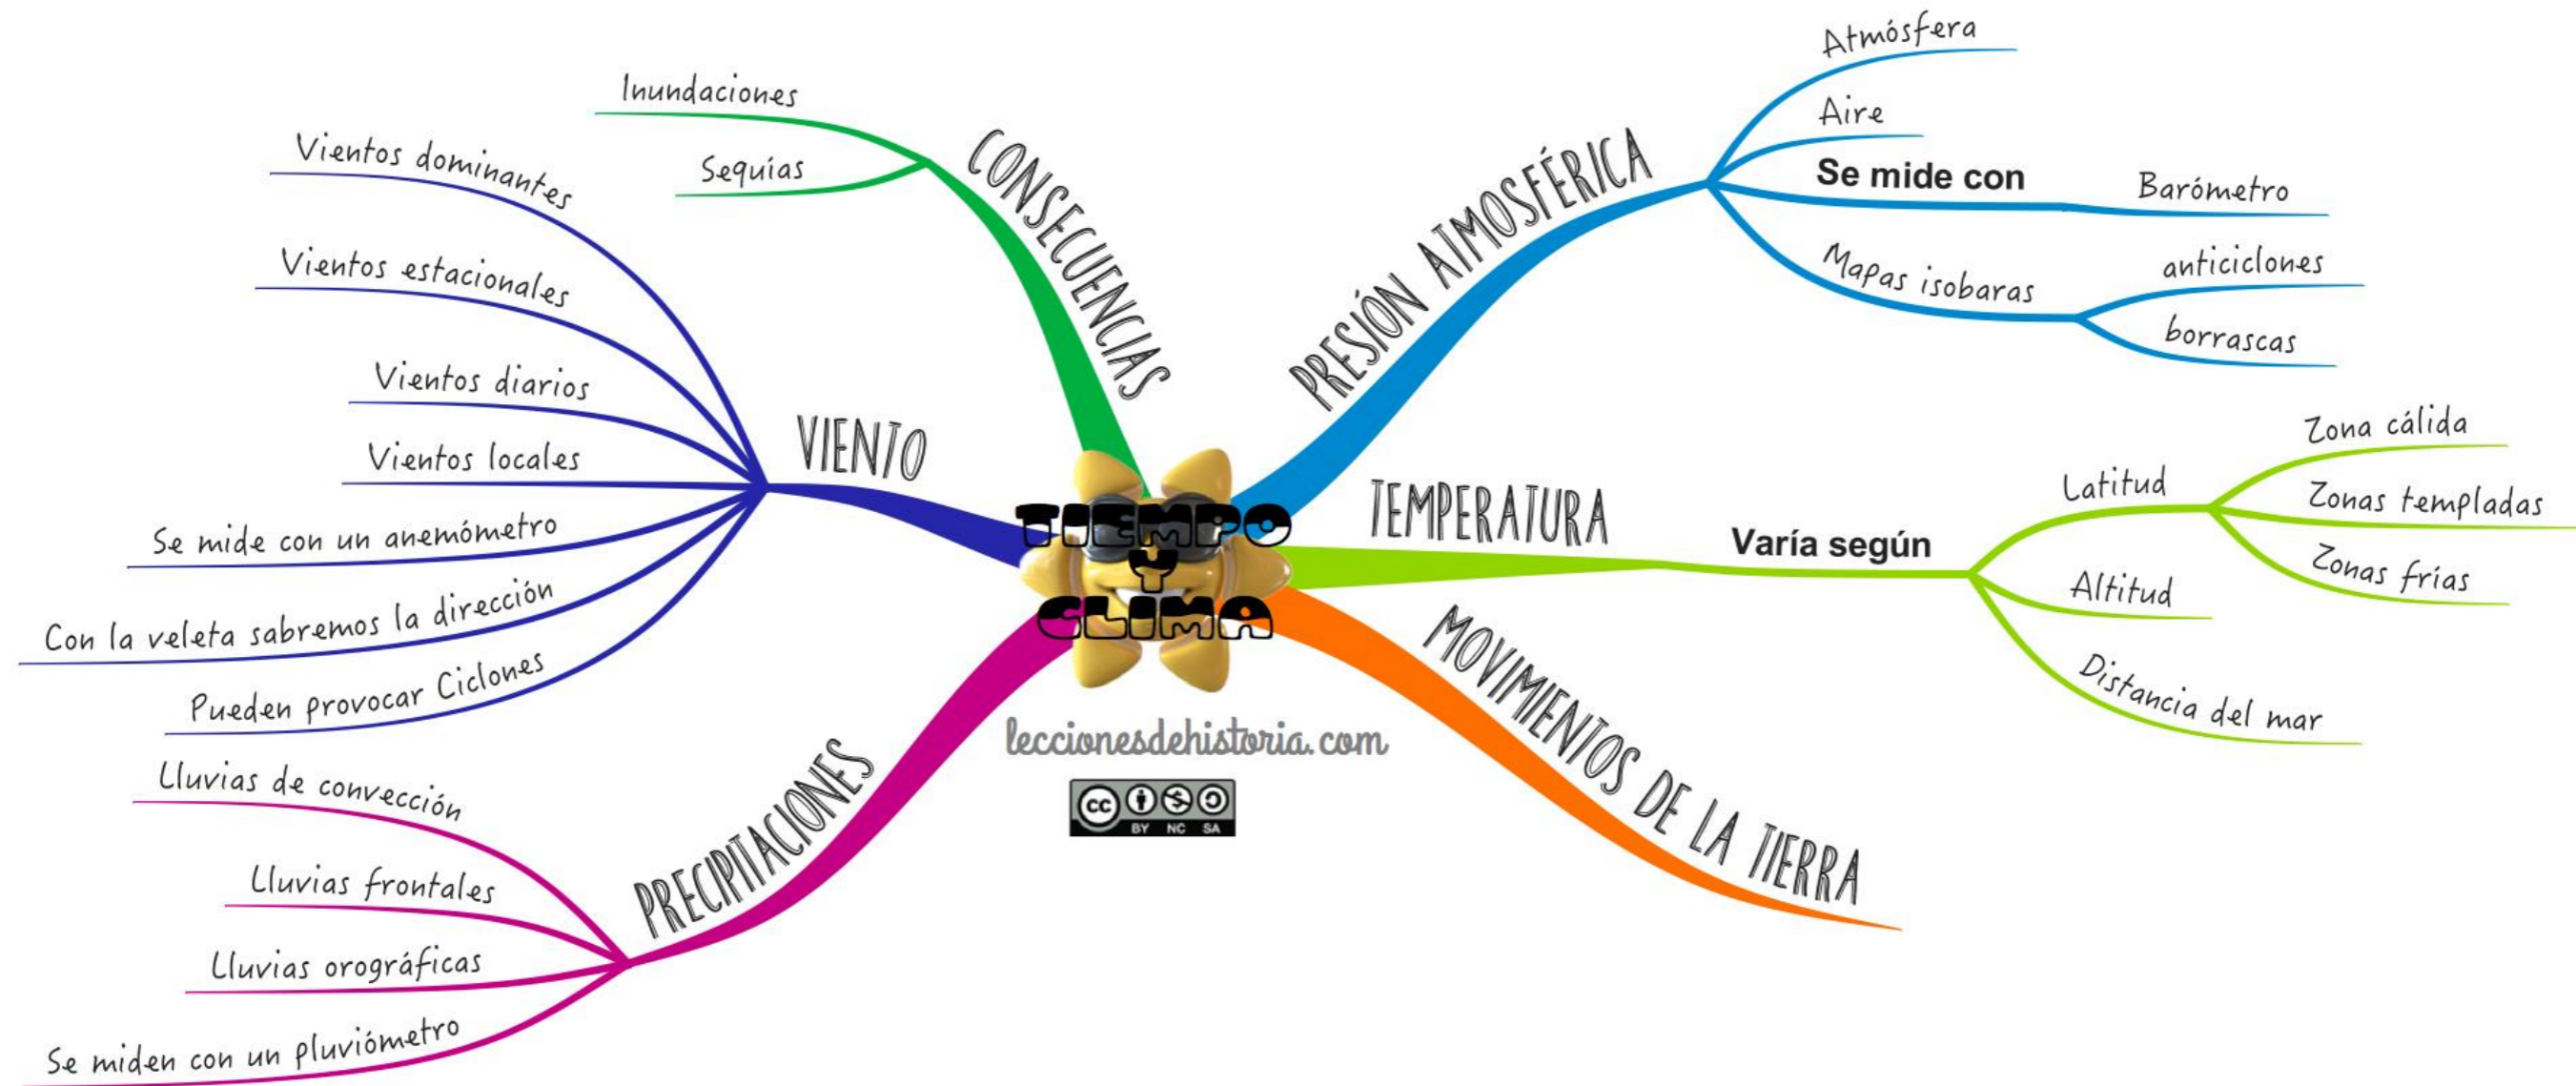 TIEMPO
Y
CLIMA
leccionesdehistoria.com
cc
BY NC SA
PRESIÓN ATMOSFÉRICA
Atmósfera
Aire
Se mide con
Barómetro
Mapas isobaras
anticiclones
borrascas
TEMPERATURA
Varía según
Latitud
Zona cálida
Zonas templadas
Zonas frías
Altitud
Distancia del mar
MOVIMIENTOS DE LA TIERRA
CONSECUENCIAS
Inundaciones
Sequías
VIENTO
Vientos dominantes
Vientos estacionales
Vientos diarios
Vientos locales
Se mide con un anemómetro
Con la veleta sabremos la dirección
Pueden provocar Ciclones
PRECIPITACIONES
Lluvias de convección
Lluvias frontales
Lluvias orográficas
Se miden con un pluviómetro